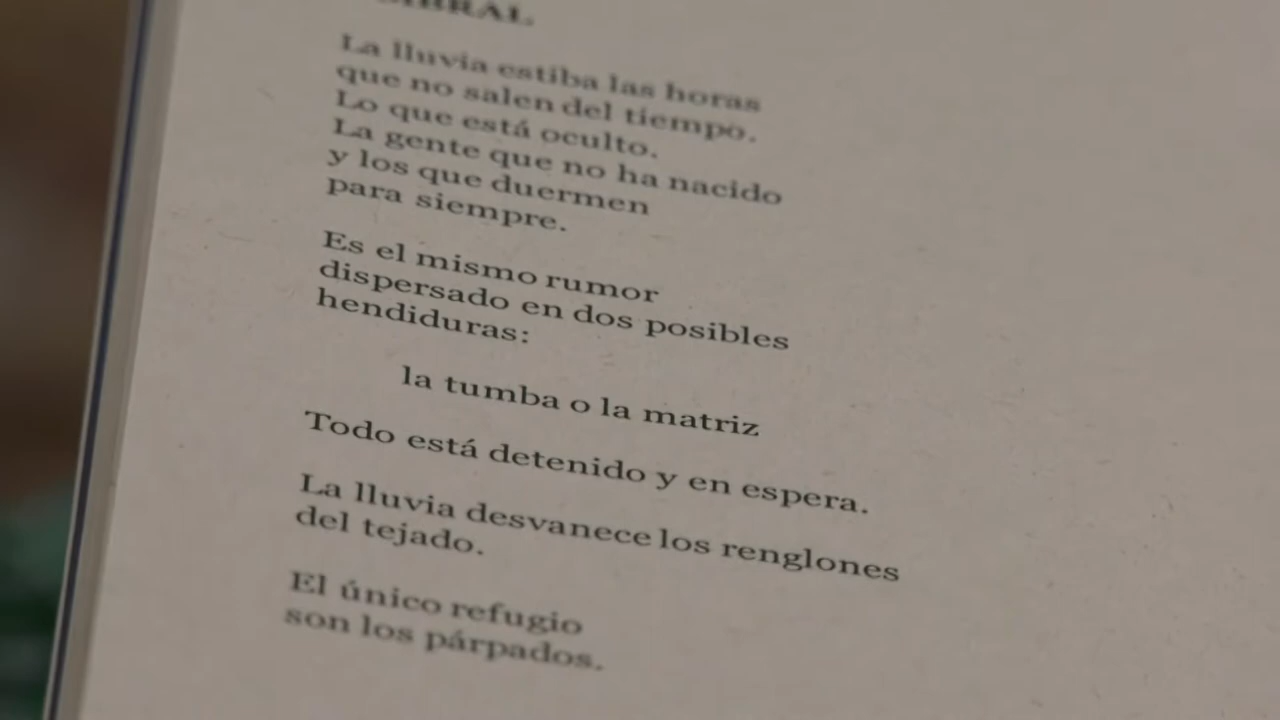 La lluvia estiba las horas
que no salen del tiempo.
Lo que está oculto.
La gente que no ha nacido
y los que duermen
para siempre.
Es el mismo rumor
dispersado en dos posibles
hendiduras:
la tumba o la matriz
Todo está detenido y en espera.
La lluvia desvanece los renglones
del tejado.
El único refugio
son los párpados.